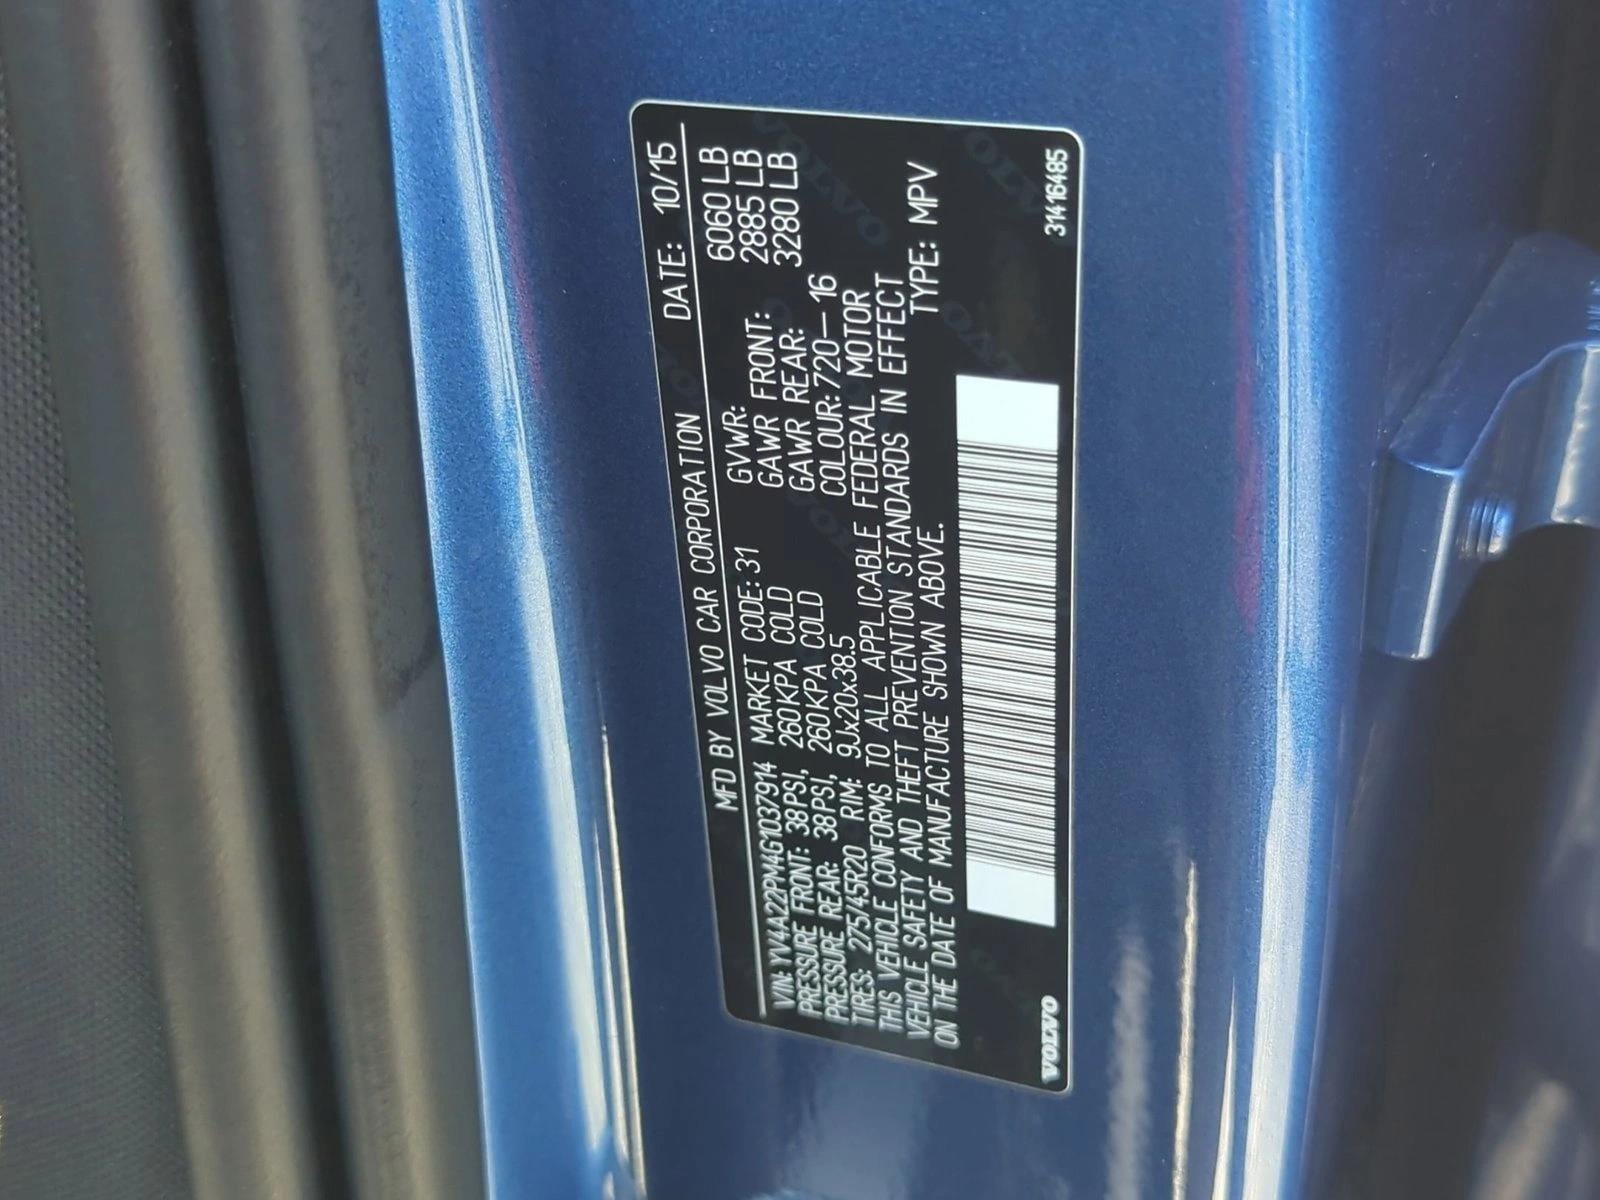 MFD BY VOLVO CAR CORPORATION DATE: 10/15
VIN: YV4A22PM4G1037914 MARKET CODE: 31 GVWR: 6060 LB
PRESSURE FRONT: 38PSI, 260KPA COLD GAWR FRONT: 2885 LB
PRESSURE REAR: 38PSI, 260KPA COLD GAWR REAR: 3280 LB
TIRES: 275/45R20 RIM: 9Jx20x38.5 COLOUR: 720-16
THIS VEHICLE CONFORMS TO ALL APPLICABLE FEDERAL MOTOR
VEHICLE SAFETY AND THEFT PREVENTION STANDARDS IN EFFECT
ON THE DATE OF MANUFACTURE SHOWN ABOVE. TYPE: MPV
VOLVO 31416485